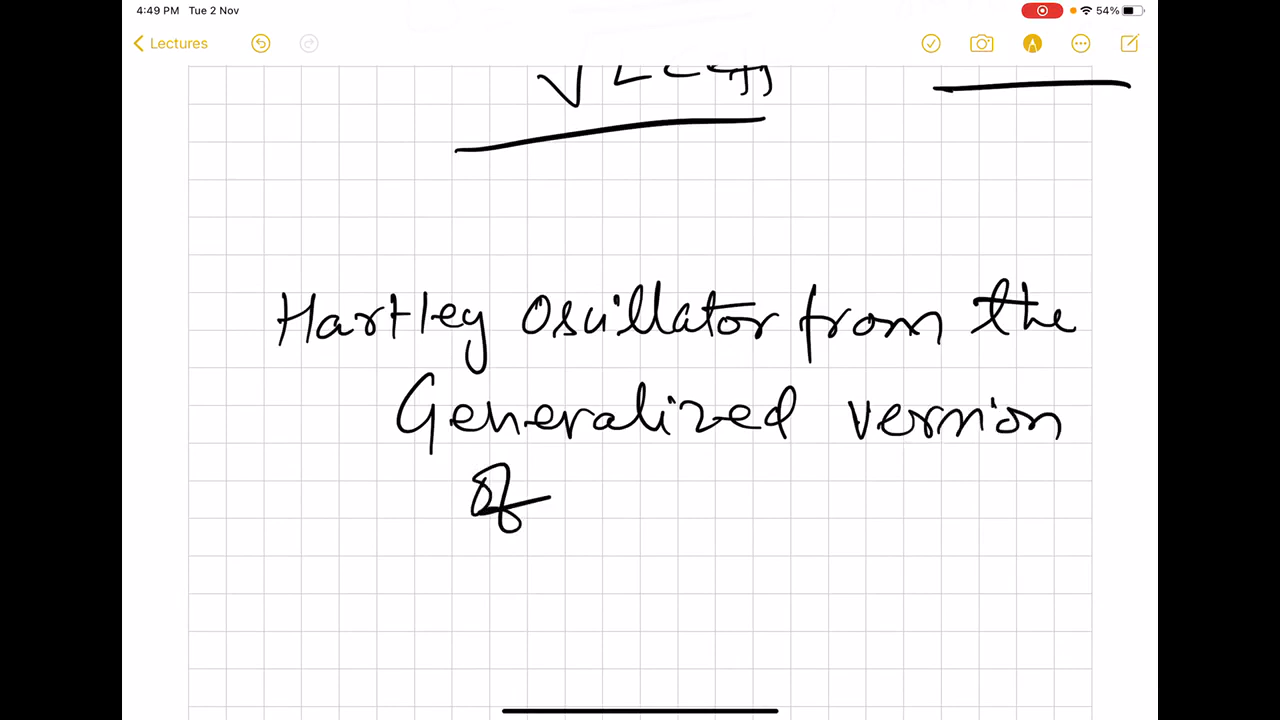 4:49 PM Tue 2 Nov 54%
Lectures
Hartley Oscillator from the
Generalized version
of